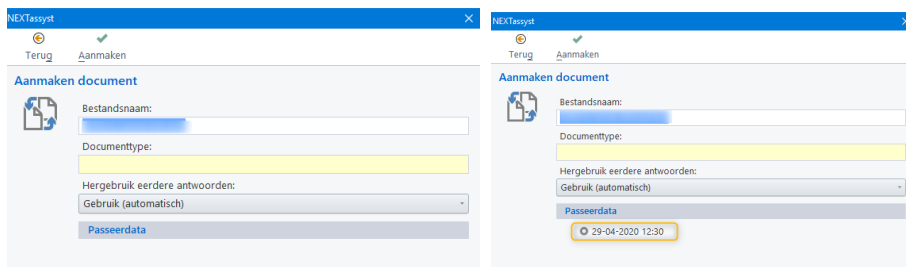 NEXTassyst
Terug
Aanmaken
Aanmaken document
Bestandsnaam:
Documenttype:
Hergebruik eerdere antwoorden:
Gebruik (automatisch)
Passeerdata
NEXTassyst
Terug
Aanmaken
Aanmaken document
Bestandsnaam:
Documenttype:
Hergebruik eerdere antwoorden:
Gebruik (automatisch)
Passeerdata
29-04-2020 12:30